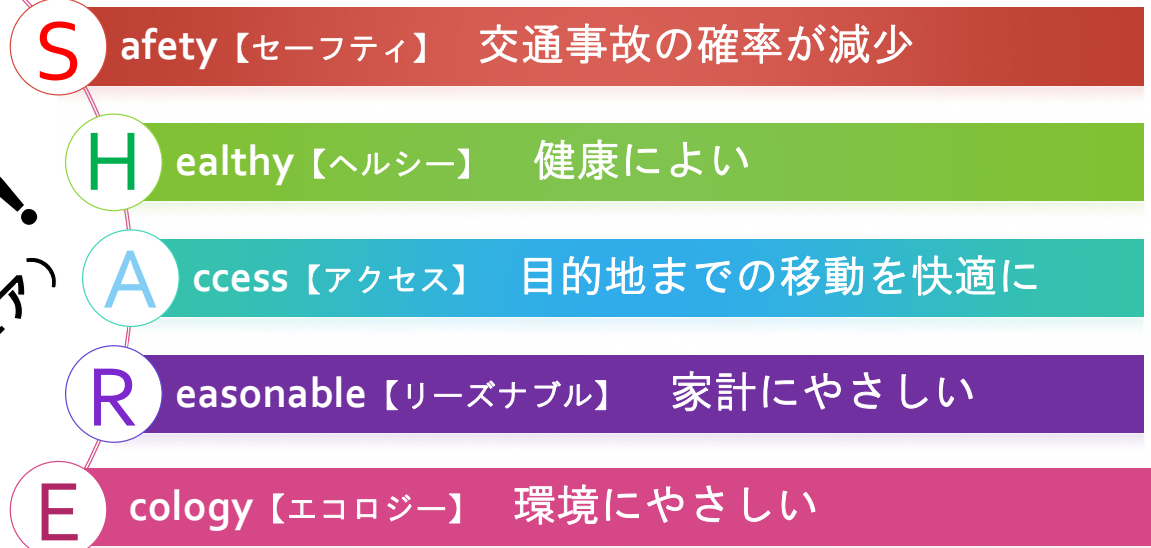 Safety【セーフティ】 交通事故の確率が減少
Healthy【ヘルシー】 健康によい
！
Access【アクセス】 目的地までの移動を快適に
ア）
Reasonable【リーズナブル】 家計にやさしい
Ecology【エコロジー】 環境にやさしい